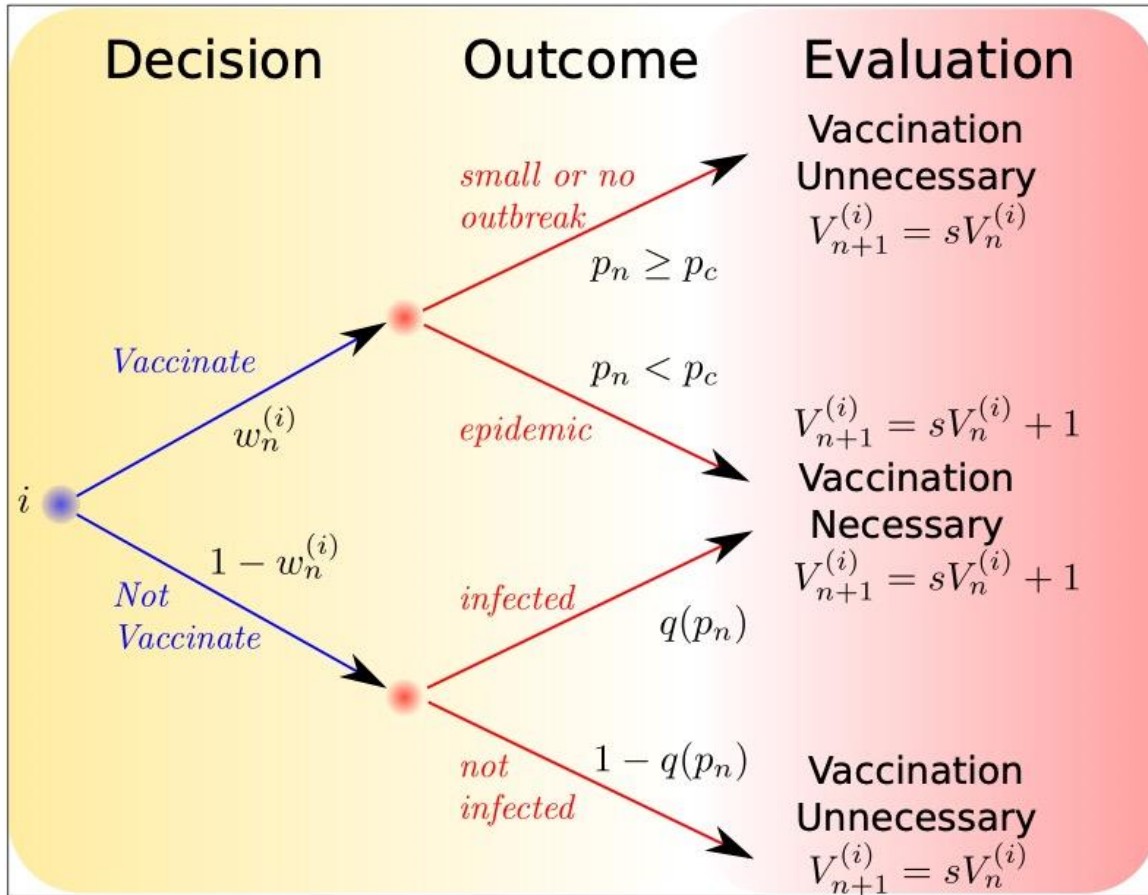 Decision Outcome Evaluation
Vaccination
Unnecessary
$V_{n+1}^{(i)} = sV_n^{(i)}$
small or no
outbreak
$p_n \geq p_c$
Vaccinate
$w_n^{(i)}$
$p_n < p_c$
epidemic
$V_{n+1}^{(i)} = sV_n^{(i)} + 1$
Vaccination
Necessary
$V_{n+1}^{(i)} = sV_n^{(i)} + 1$
$i$
$1 - w_n^{(i)}$
Not
Vaccinate
infected
$q(p_n)$
not
infected
$1 - q(p_n)$
Vaccination
Unnecessary
$V_{n+1}^{(i)} = sV_n^{(i)}$